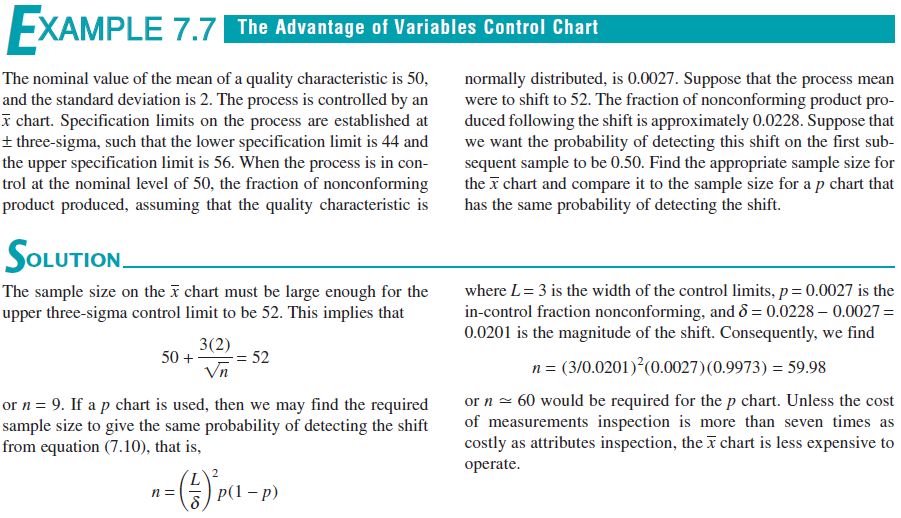 EXAMPLE 7.7 The Advantage of Variables Control Chart
The nominal value of the mean of a quality characteristic is 50,
and the standard deviation is 2. The process is controlled by an
x̄ chart. Specification limits on the process are established at
± three-sigma, such that the lower specification limit is 44 and
the upper specification limit is 56. When the process is in con-
trol at the nominal level of 50, the fraction of nonconforming
product produced, assuming that the quality characteristic is
normally distributed, is 0.0027. Suppose that the process mean
were to shift to 52. The fraction of nonconforming product pro-
duced following the shift is approximately 0.0228. Suppose that
we want the probability of detecting this shift on the first sub-
sequent sample to be 0.50. Find the appropriate sample size for
the x̄ chart and compare it to the sample size for a p chart that
has the same probability of detecting the shift.
SOLUTION
The sample size on the x̄ chart must be large enough for the
upper three-sigma control limit to be 52. This implies that
50 + 3(2)/√n = 52
or n = 9. If a p chart is used, then we may find the required
sample size to give the same probability of detecting the shift
from equation (7.10), that is,
n = (L/δ)² p(1 – p)
where L = 3 is the width of the control limits, p = 0.0027 is the
in-control fraction nonconforming, and δ = 0.0228 – 0.0027 =
0.0201 is the magnitude of the shift. Consequently, we find
n = (3/0.0201)²(0.0027)(0.9973) = 59.98
or n ≃ 60 would be required for the p chart. Unless the cost
of measurements inspection is more than seven times as
costly as attributes inspection, the x̄ chart is less expensive to
operate.